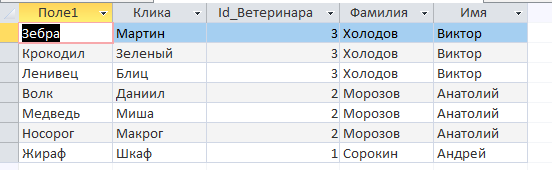 Поле1 Клика Id_Ветеринара Фамилия Имя
Зебра Мартин 3 Холодов Виктор
Крокодил Зеленый 3 Холодов Виктор
Ленивец Блиц 3 Холодов Виктор
Волк Даниил 2 Морозов Анатолий
Медведь Миша 2 Морозов Анатолий
Носорог Макрог 2 Морозов Анатолий
Жираф Шкаф 1 Сорокин Андрей